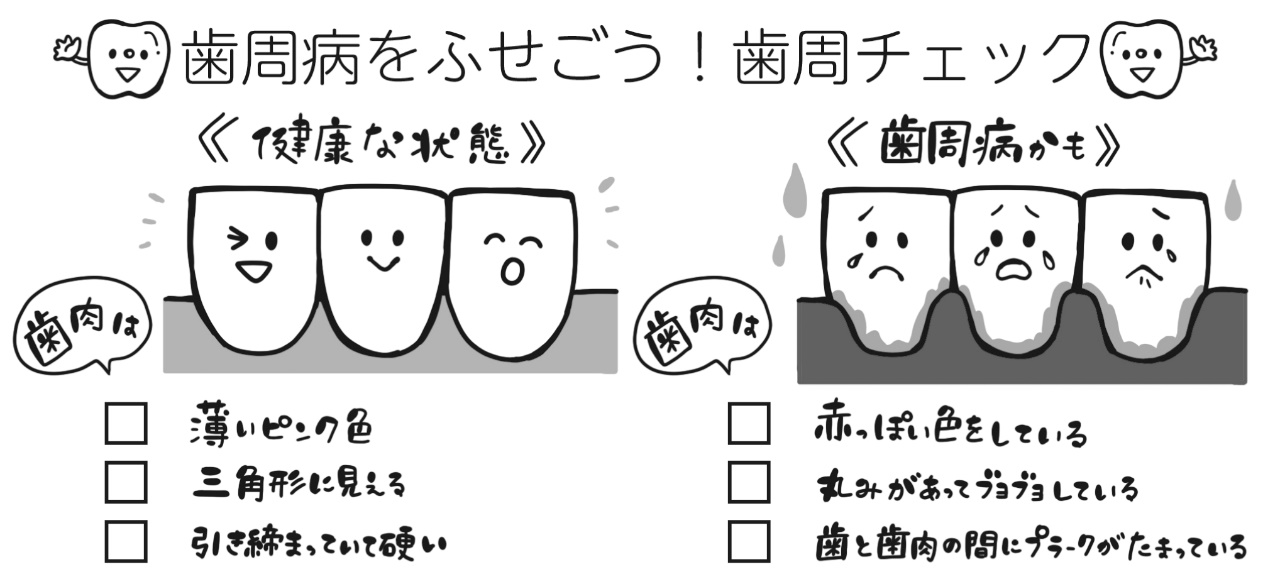 歯周病をふせごう！歯周チェック
《健康な状態》
歯肉は
薄いピンク色
三角形に見える
引き締まっていて硬い
《歯周病かも》
歯肉は
赤っぽい色をしている
丸みがあってブヨブヨしている
歯と歯肉の間にプラークがたまっている